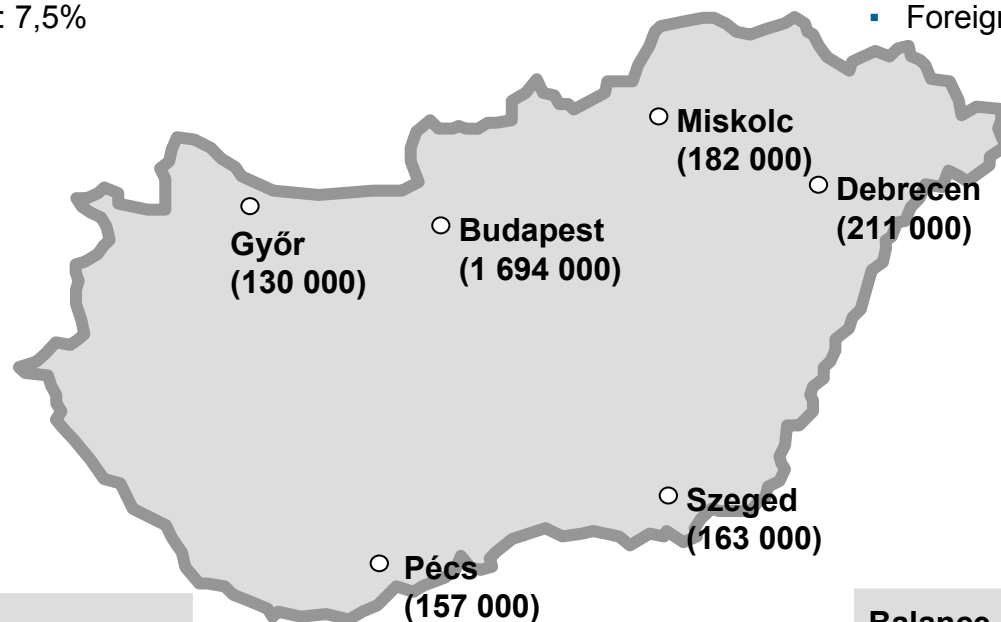 : 7,5%
▪ Foreign
Miskolc
(182 000)
Debrecen
(211 000)
Győr
(130 000)
Budapest
(1 694 000)
Szeged
(163 000)
Pécs
(157 000)
Balance